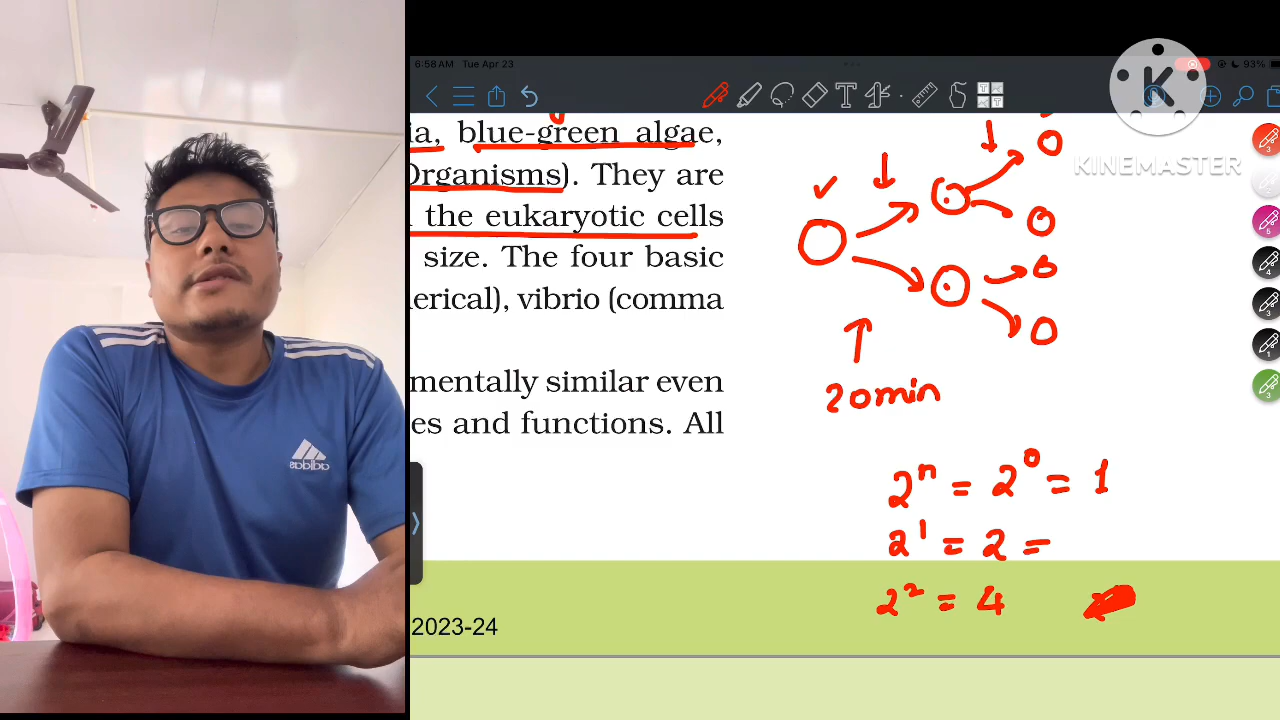 6:58 AM Tue Apr 23
93%
KINEMASTER
ia, blue-green algae,
Organisms). They are
the eukaryotic cells
size. The four basic
erical), vibrio (comma
mentally similar even
es and functions. All
20min
2ⁿ = 2⁰ = 1
2¹ = 2 =
2² = 4
2023-24
adidas